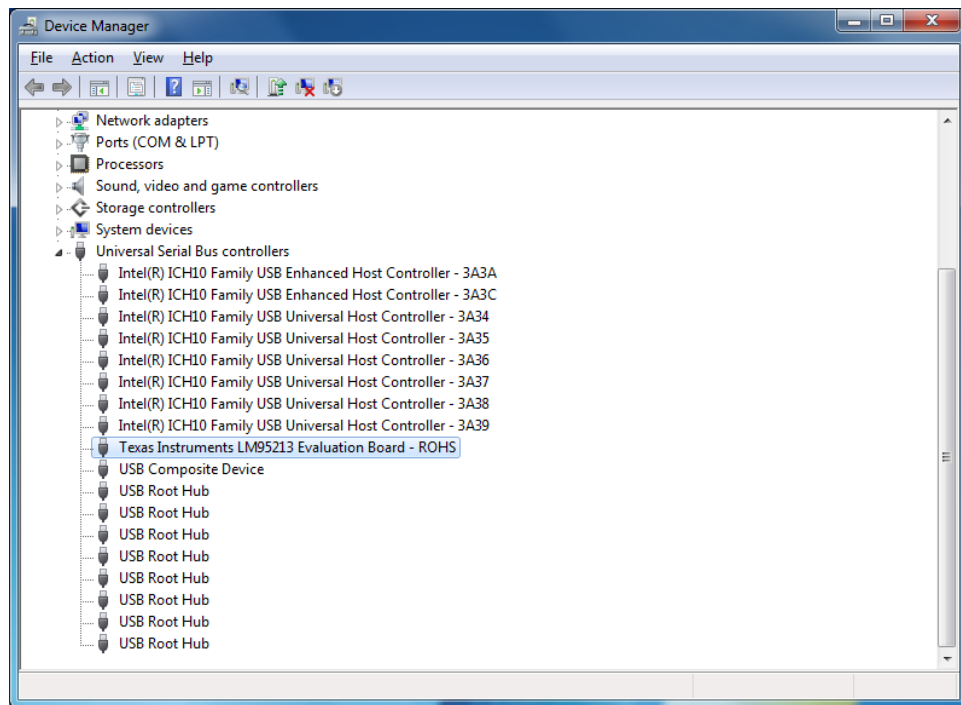 Device Manager
File Action View Help
Network adapters
Ports (COM & LPT)
Processors
Sound, video and game controllers
Storage controllers
System devices
Universal Serial Bus controllers
Intel(R) ICH10 Family USB Enhanced Host Controller - 3A3A
Intel(R) ICH10 Family USB Enhanced Host Controller - 3A3C
Intel(R) ICH10 Family USB Universal Host Controller - 3A34
Intel(R) ICH10 Family USB Universal Host Controller - 3A35
Intel(R) ICH10 Family USB Universal Host Controller - 3A36
Intel(R) ICH10 Family USB Universal Host Controller - 3A37
Intel(R) ICH10 Family USB Universal Host Controller - 3A38
Intel(R) ICH10 Family USB Universal Host Controller - 3A39
Texas Instruments LM95213 Evaluation Board - ROHS
USB Composite Device
USB Root Hub
USB Root Hub
USB Root Hub
USB Root Hub
USB Root Hub
USB Root Hub
USB Root Hub
USB Root Hub